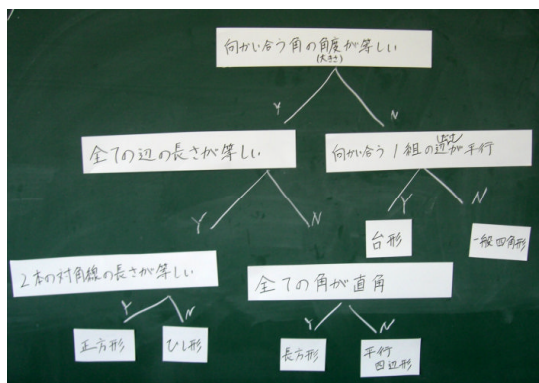 向かい合う角の角度が等しい
(大きさ)
Y
N
全ての辺の長さが等しい
向かい合う1組の辺が平行
Y
N
Y
N
台形
一般四角形
2本の対角線の長さが等しい
全ての角が直角
Y
N
Y
N
正方形
ひし形
長方形
平行
四辺形